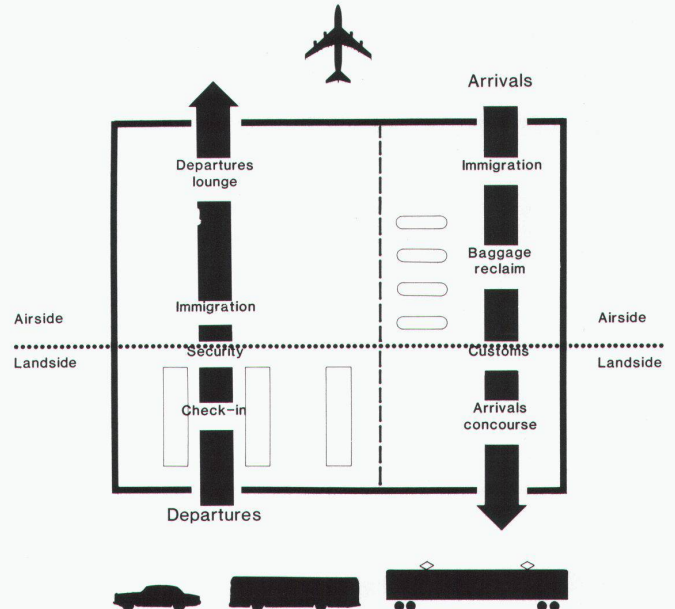 Arrivals
Departures
lounge
Immigration
Baggage
reclaim
Immigration
Airside
Airside
Security
Customs
Landside
Landside
Check-in
Arrivals
concourse
Departures